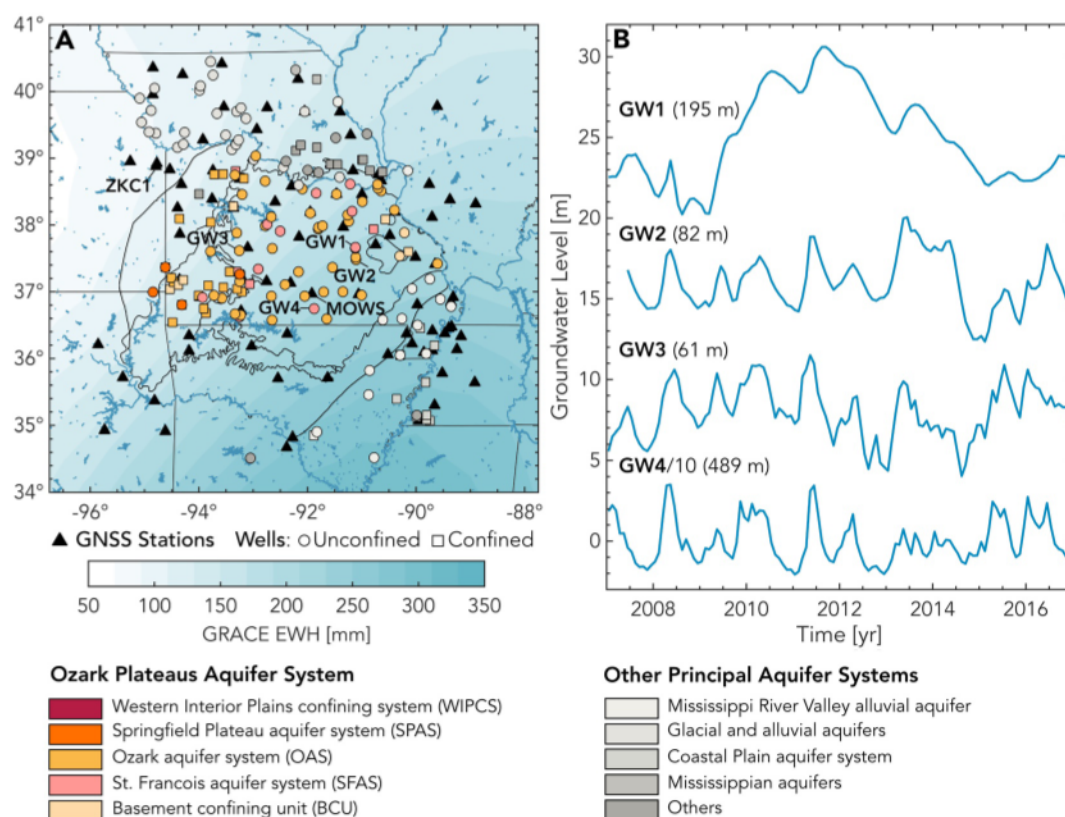 A
41°
40°
39°
38°
37°
36°
35°
34°
-96°
-94°
-92°
-90°
-88°
ZKC1
GW3
GW1
GW2
GW4
MOWS
▲ GNSS Stations Wells: ○ Unconfined □ Confined
50 100 150 200 250 300 350
GRACE EWH [mm]
B
30
25
20
15
10
5
0
Groundwater Level [m]
GW1 (195 m)
GW2 (82 m)
GW3 (61 m)
GW4/10 (489 m)
2008 2010 2012 2014 2016
Time [yr]
Ozark Plateaus Aquifer System
Western Interior Plains confining system (WIPCS)
Springfield Plateau aquifer system (SPAS)
Ozark aquifer system (OAS)
St. Francois aquifer system (SFAS)
Basement confining unit (BCU)
Other Principal Aquifer Systems
Mississippi River Valley alluvial aquifer
Glacial and alluvial aquifers
Coastal Plain aquifer system
Mississippian aquifers
Others